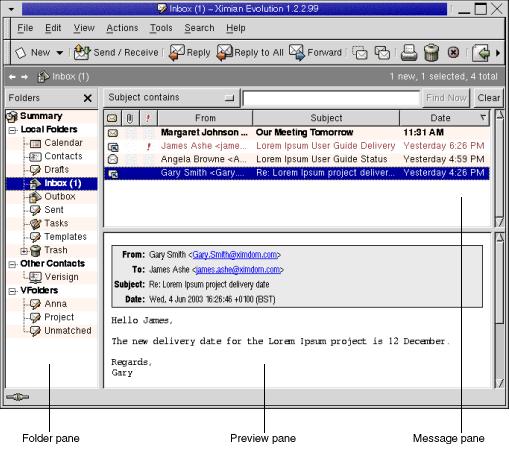 Inbox (1) - Ximian Evolution 1.2.99
File Edit View Actions Tools Search Help
New Send / Receive Reply Reply to All Forward
Inbox (1) 1 new, 1 selected, 4 total
Folders
Subject contains Find Now Clear
Summary
Local Folders
Calendar
Contacts
Drafts
Inbox (1)
Outbox
Sent
Tasks
Templates
Trash
Other Contacts
Verisign
VFolders
Anna
Project
Unmatched
! From Subject Date
Margaret Johnson ... Our Meeting Tomorrow 11:31 AM
! James Ashe <jame... Lorem Ipsum User Guide Delivery Yesterday 6:26 PM
Angela Browne <A... Lorem Ipsum User Guide Status Yesterday 4:59 PM
Gary Smith <Gary.... Re: Lorem Ipsum project deliver... Yesterday 4:26 PM
From: Gary Smith <Gary.Smith@ximdom.com>
To: James Ashe <james.ashe@ximdom.com>
Subject: Re: Lorem Ipsum project delivery date
Date: Wed, 4 Jun 2003 16:26:46 +0100 (BST)
Hello James,
The new delivery date for the Lorem Ipsum project is 12 December.
Regards,
Gary
Folder pane Preview pane Message pane